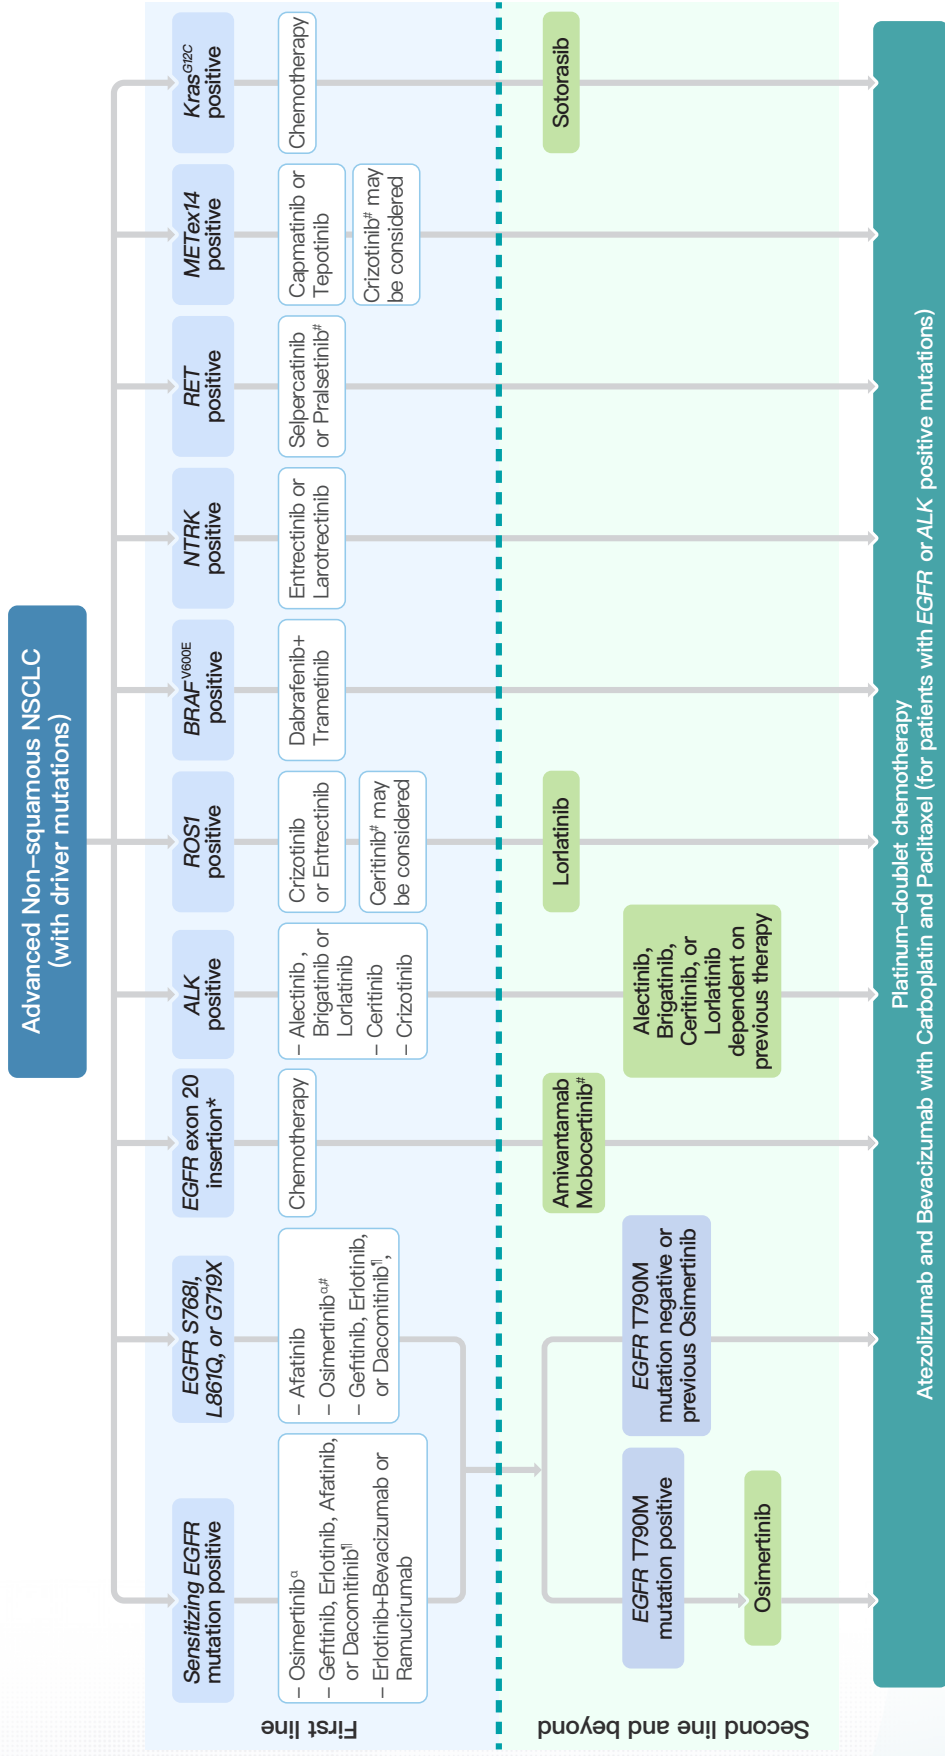 Advanced Non–squamous NSCLC
(with driver mutations)
First line
Sensitizing EGFR
mutation positive
– Osimertinibᵅ
– Gefitinib, Erlotinib, Afatinib,
or Dacomitinib¶
– Erlotinib+Bevacizumab or
Ramucirumab
EGFR S768I,
L861Q, or G719X
– Afatinib
– Osimertinibᵅ,#
– Gefitinib, Erlotinib,
or Dacomitinib¶,
EGFR exon 20
insertion*
Chemotherapy
ALK
positive
– Alectinib ,
Brigatinib or
Lorlatinib
– Ceritinib
– Crizotinib
ROS1
positive
Crizotinib
or Entrectinib
Ceritinib# may
be considered
BRAFV600E
positive
Dabrafenib+
Trametinib
NTRK
positive
Entrectinib or
Larotrectinib
RET
positive
Selpercatinib
or Pralsetinib#
METex14
positive
Capmatinib or
Tepotinib
Crizotinib# may
be considered
KrasG12C
positive
Chemotherapy
Second line and beyond
EGFR T790M
mutation positive
Osimertinib
EGFR T790M
mutation negative or
previous Osimertinib
Amivantamab
Mobocertinib#
Alectinib,
Brigatinib,
Ceritinib, or
Lorlatinib
dependent on
previous therapy
Lorlatinib
Sotorasib
Platinum–doublet chemotherapy
Atezolizumab and Bevacizumab with Carboplatin and Paclitaxel (for patients with EGFR or ALK positive mutations)